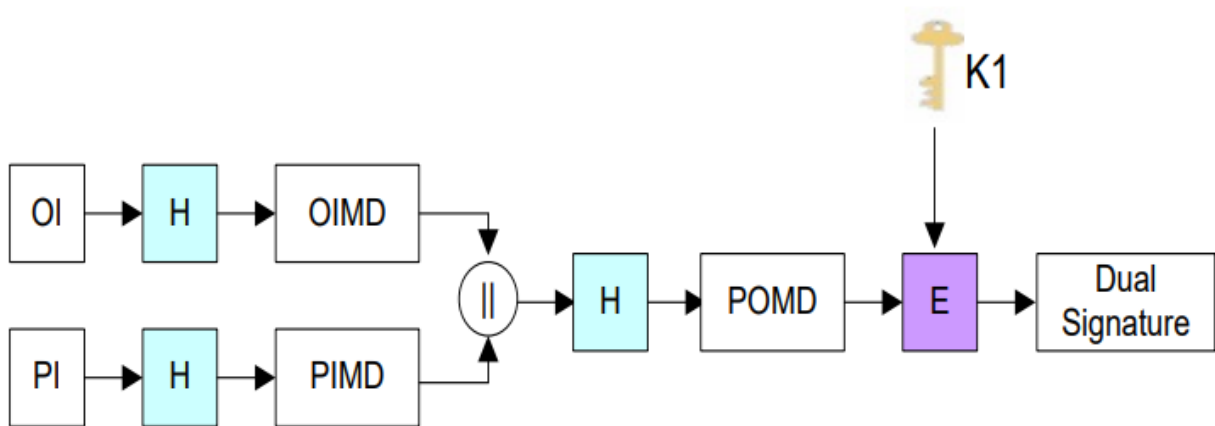 K1
OI
H
OIMD
||
H
POMD
E
Dual
Signature
PI
H
PIMD